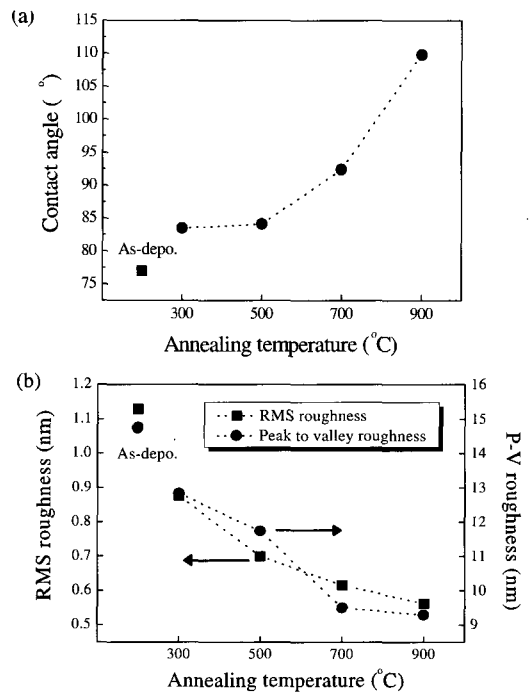 (a)
115
110
105
100
95
90
85
80
75
Contact angle ( °)
As-depo.
300 500 700 900
Annealing temperature (°C)
(b)
1.2
1.1
1.0
0.9
0.8
0.7
0.6
0.5
RMS roughness (nm)
RMS roughness
Peak to valley roughness
As-depo.
16
15
14
13
12
11
10
9
P-V roughness (nm)
300 500 700 900
Annealing temperature (°C)